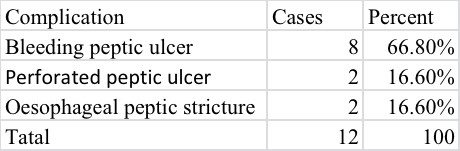 Complication Cases Percent
Bleeding peptic ulcer 8 66.80%
Perforated peptic ulcer 2 16.60%
Oesophageal peptic stricture 2 16.60%
Tatal 12 100